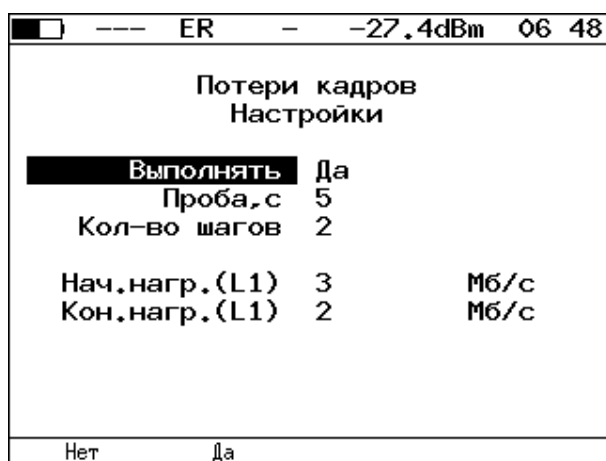 --- ER - -27.4dBm 06 48
Потери кадров
Настройки
Выполнять Да
Проба,с 5
Кол-во шагов 2
Нач.нагр.(L1) 3 Мб/с
Кон.нагр.(L1) 2 Мб/с
Нет Да